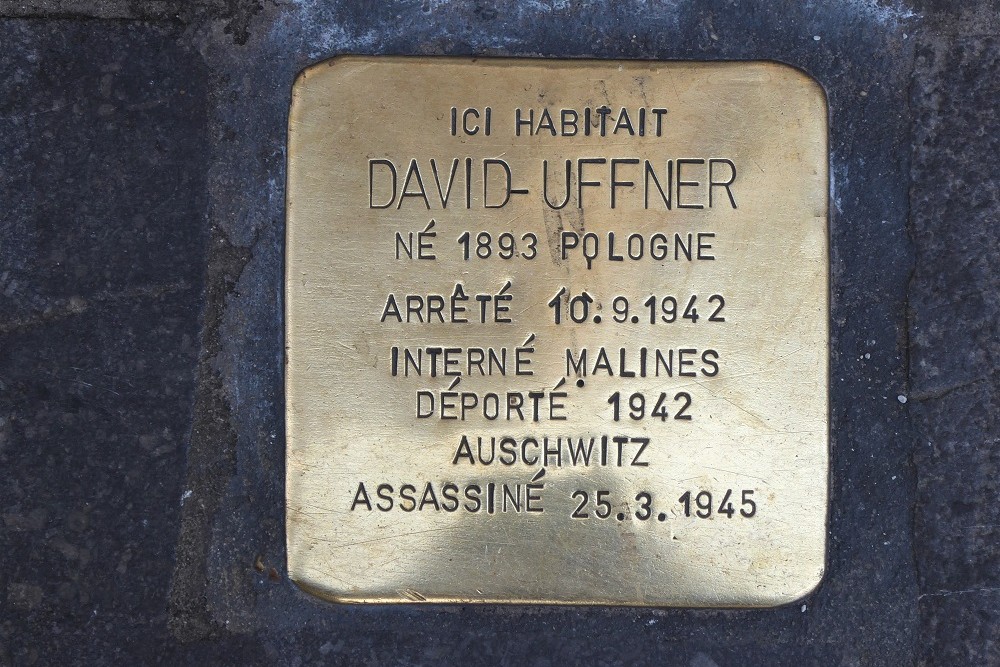 ICI HABITAIT
DAVID-UFFNER
NÉ 1893 POLOGNE
ARRÊTÉ 10.9.1942
INTERNÉ MALINES
DÉPORTÉ 1942
AUSCHWITZ
ASSASSINÉ 25.3.1945